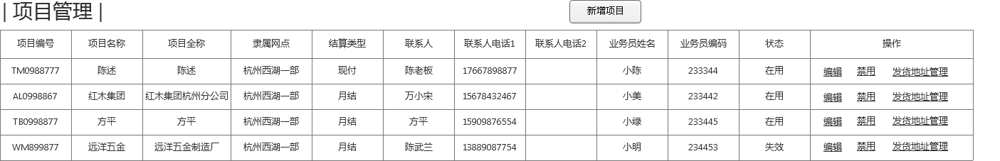 | 项目管理 | 新增项目
项目编号 项目名称 项目全称 隶属网点 结算类型 联系人 联系人电话1 联系人电话2 业务员姓名 业务员编码 状态 操作
TM0988777 陈述 陈述 杭州西湖一部 现付 陈老板 17667898877 小陈 233344 在用 编辑 禁用 发货地址管理
AL0998867 红木集团 红木集团杭州分公司 杭州西湖一部 月结 万小宋 15678432467 小美 233442 在用 编辑 禁用 发货地址管理
TB0998877 方平 方平 杭州西湖一部 月结 方平 15909876554 小绿 233445 在用 编辑 禁用 发货地址管理
WM899877 远洋五金 远洋五金制造厂 杭州西湖一部 月结 陈武兰 13889087754 小明 234453 失效 编辑 禁用 发货地址管理